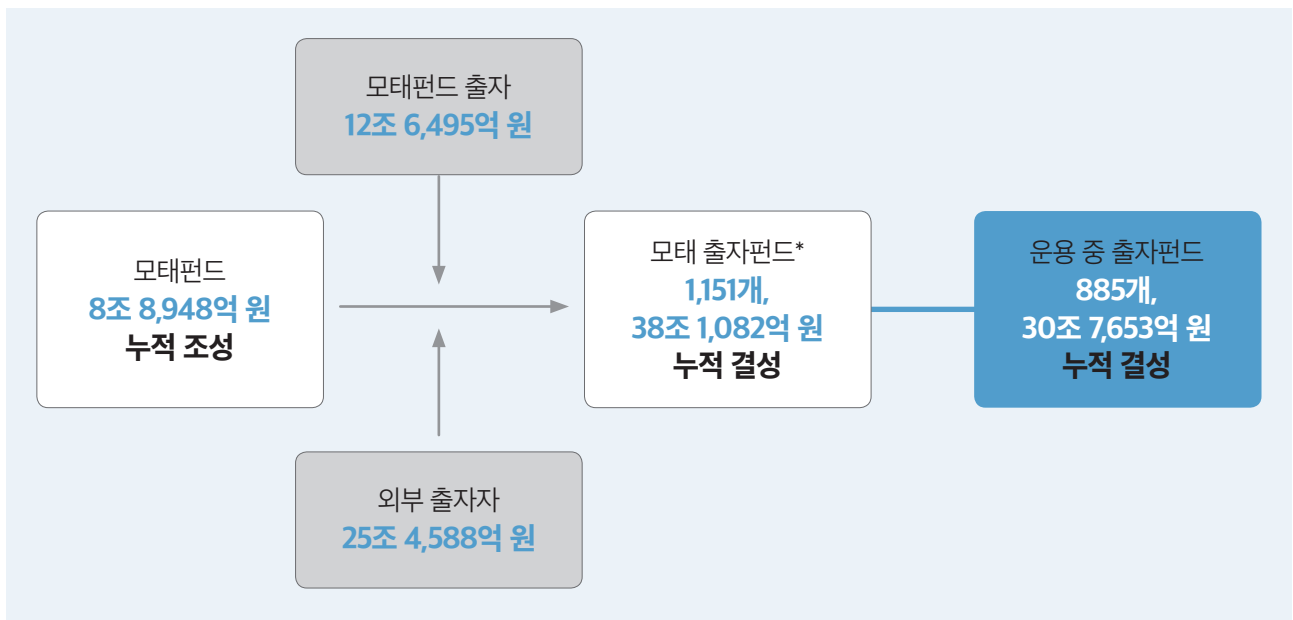 모태펀드 출자
12조 6,495억 원
모태펀드
8조 8,948억 원
누적 조성
모태 출자펀드*
1,151개,
38조 1,082억 원
누적 결성
운용 중 출자펀드
885개,
30조 7,653억 원
누적 결성
외부 출자자
25조 4,588억 원